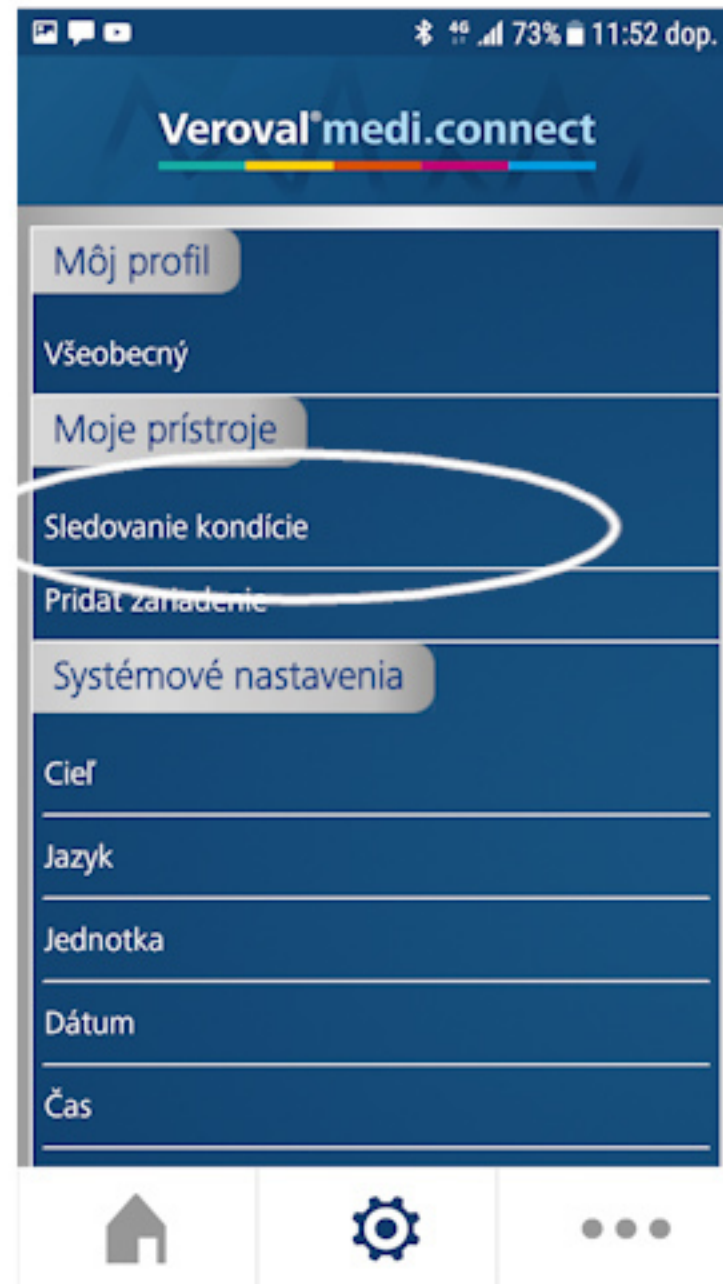 4G 73% 11:52 dop.
Veroval® medi.connect
Môj profil
Všeobecný
Moje prístroje
Sledovanie kondície
Pridať zariadenie
Systémové nastavenia
Cieľ
Jazyk
Jednotka
Dátum
Čas